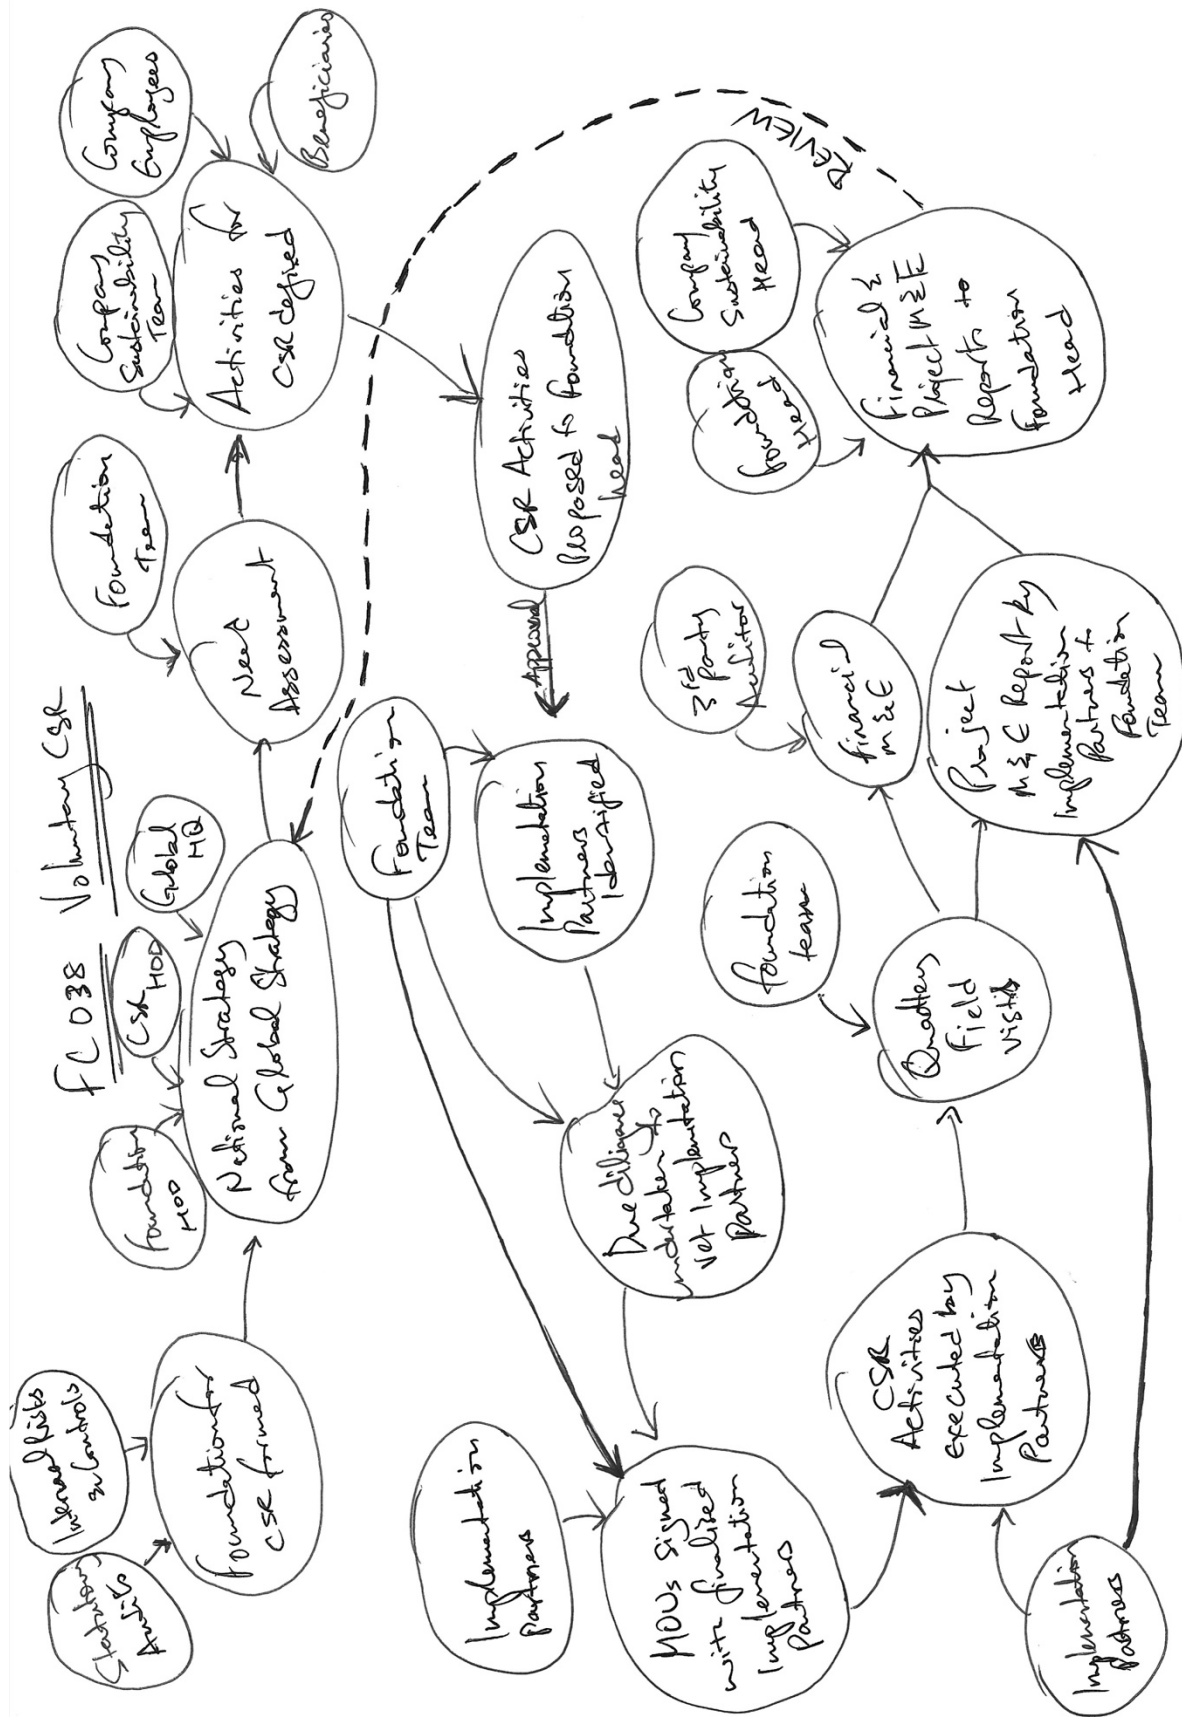 FC 038 Voluntary CSR
Statutory
Audits
Internal Risks
& Controls
Foundation for
CSR formed
Foundation
HOD
CSR
HOD
Global
HQ
National Strategy
from Global Strategy
Foundation
Team
Need
Assessment
Company
Sustainability
Team
Company
Employees
Beneficiaries
Activities for
CSR defined
CSR Activities
Proposed to Foundation
head
Approved
Foundation
Team
Implementation
Partners
Identified
Due diligence
undertaken to
vet Implementation
Partners
Implementation
Partners
MOUs signed
with finalised
Implementation
Partners
Implementation
Partners
CSR
Activities
executed by
Implementation
Partners
Foundation
team
Field
3rd Party
Auditor
Financial
M&E
Project
M&E Report by
Implementation
Partners to
Foundation
Team
Foundation
Head
Company
Sustainability
Head
Financial &
Project M&E
Reports to
Foundation
Head
REVIEW